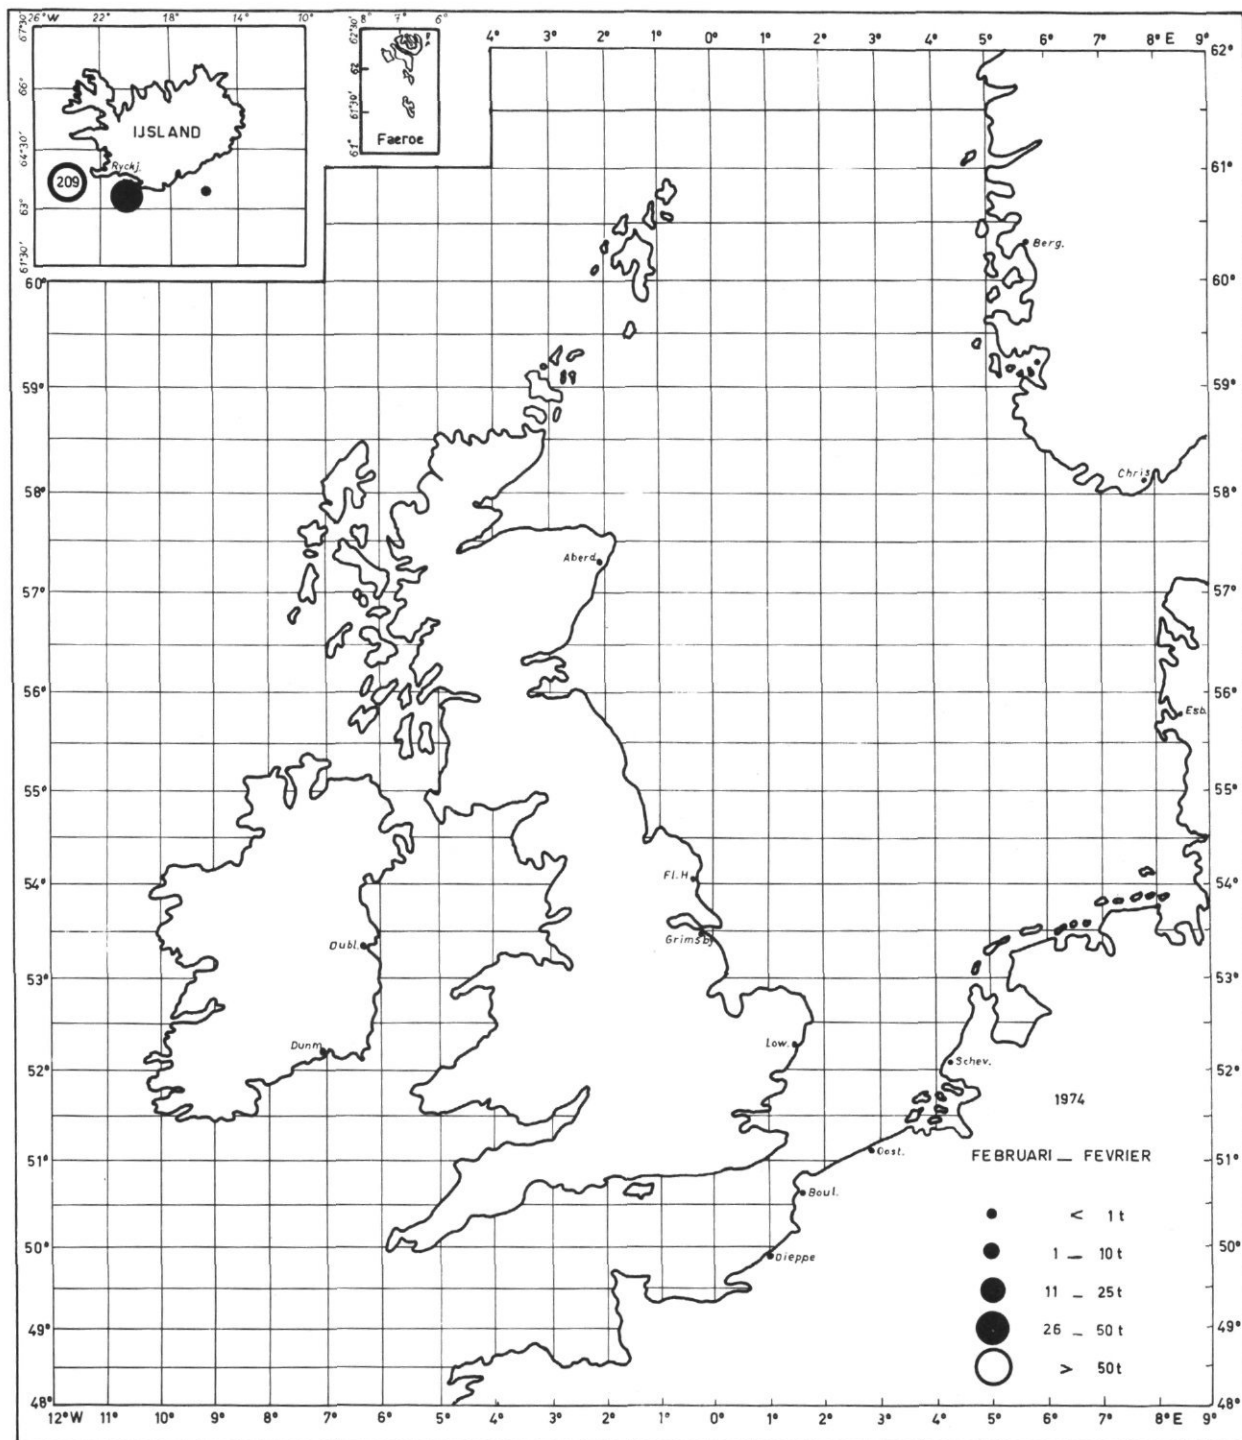 26°W 22° 18° 14° 10°
67°30'
66°
64°30'
63°
61°30'
IJSLAND
Ryckj.
209
8° 7° 6°
62°30'
62
61°30'
61°
Faeroe
4° 3° 2° 1° 0° 1° 2° 3° 4° 5° 6° 7° 8° E 9°
62°
61°
60° 60°
59° 59°
58° 58°
57° 57°
56° 56°
55° 55°
54° 54°
53° 53°
52° 52°
51° 51°
50° 50°
49° 49°
48° 48°
Berg.
Chris
Aberd.
Esb.
Fl.H.
Grimsby
Dubl.
Dunm
Low.
Schev.
Oost.
Boul.
Dieppe
1974
FEBRUARI _ FEVRIER
< 1 t
1 _ 10 t
11 _ 25 t
26 _ 50 t
> 50 t
12° W 11° 10° 9° 8° 7° 6° 5° 4° 3° 2° 1° 0° 1° 2° 3° 4° 5° 6° 7° 8° E 9°